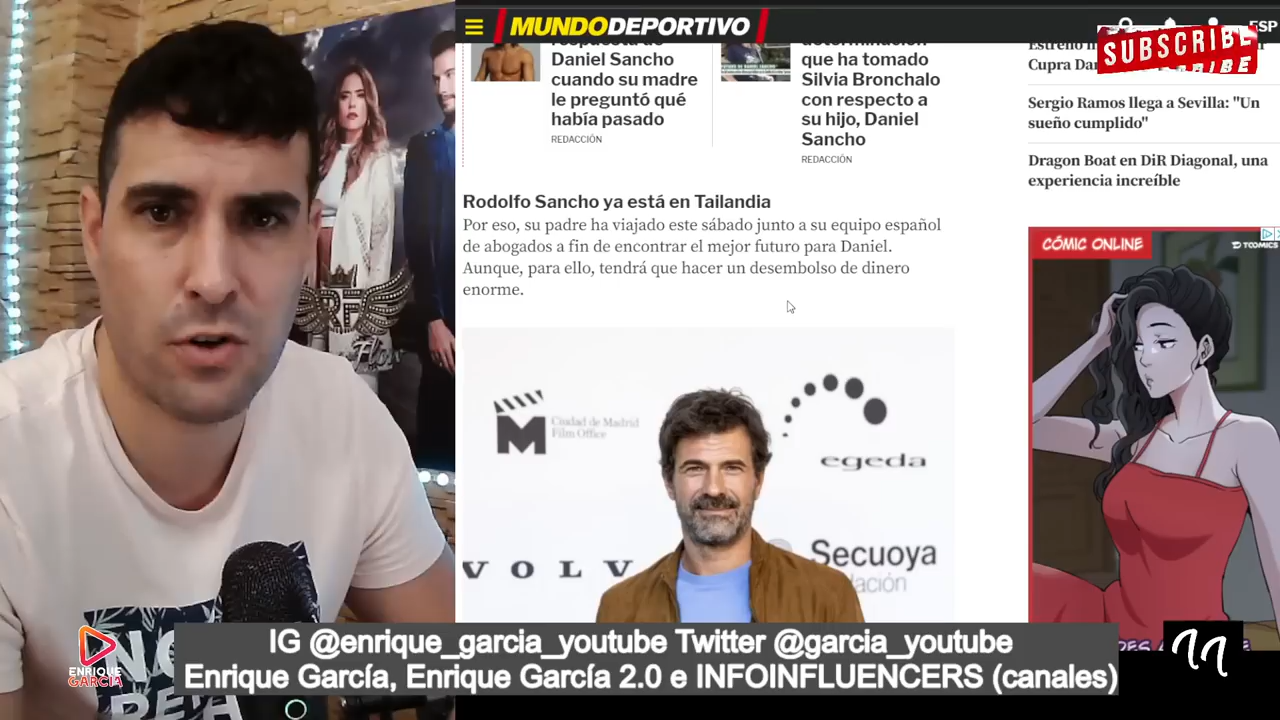 MUNDODEPORTIVO
ESP
SUBSCRIBE
Daniel Sancho
cuando su madre
le preguntó qué
había pasado
REDACCIÓN
determinación
que ha tomado
Silvia Bronchalo
con respecto a
su hijo, Daniel
Sancho
REDACCIÓN
Cupra
Sergio Ramos llega a Sevilla: "Un
sueño cumplido"
Dragon Boat en DiR Diagonal, una
experiencia increíble
Rodolfo Sancho ya está en Tailandia
Por eso, su padre ha viajado este sábado junto a su equipo español
de abogados a fin de encontrar el mejor futuro para Daniel.
Aunque, para ello, tendrá que hacer un desembolso de dinero
enorme.
CÓMIC ONLINE
TOOMICS
Ciudad de Madrid
Film Office
egeda
VOLV
Secuoya
IG @enrique_garcia_youtube Twitter @garcia_youtube
Enrique García, Enrique García 2.0 e INFOINFLUENCERS (canales)
ENRIQUE
GARCÍA